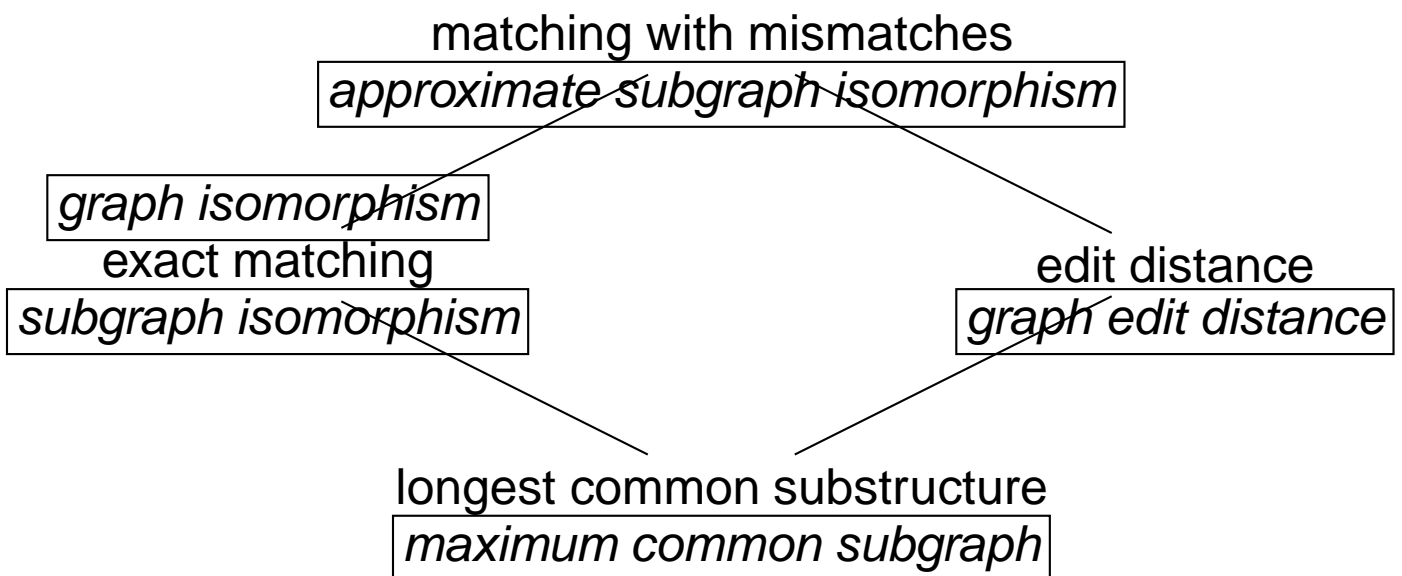 matching with mismatches
approximate subgraph isomorphism
graph isomorphism
exact matching
subgraph isomorphism
edit distance
graph edit distance
longest common substructure
maximum common subgraph